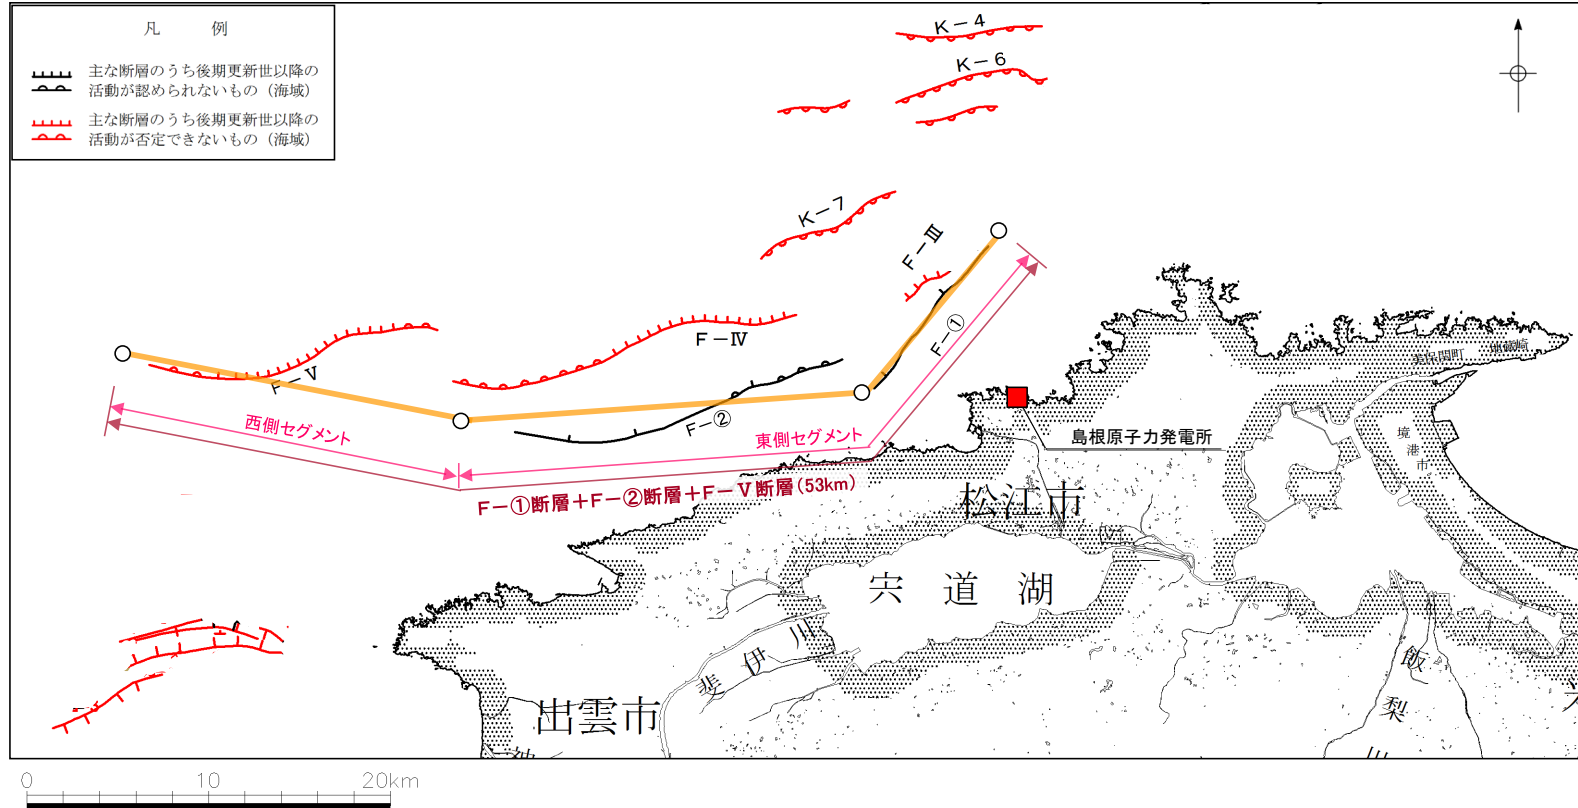 凡 例
主な断層のうち後期更新世以降の
活動が認められないもの (海域)
主な断層のうち後期更新世以降の
活動が否定できないもの (海域)
K-4
K-6
K-7
F-Ⅲ
F-①
F-Ⅳ
F-Ⅴ
F-②
西側セグメント
東側セグメント
F-①断層+F-②断層+F-Ⅴ断層(53km)
島根原子力発電所
美保関町
地蔵崎
境港市
松江市
宍道湖
斐伊川
出雲市
神
飯梨川
0 10 20km